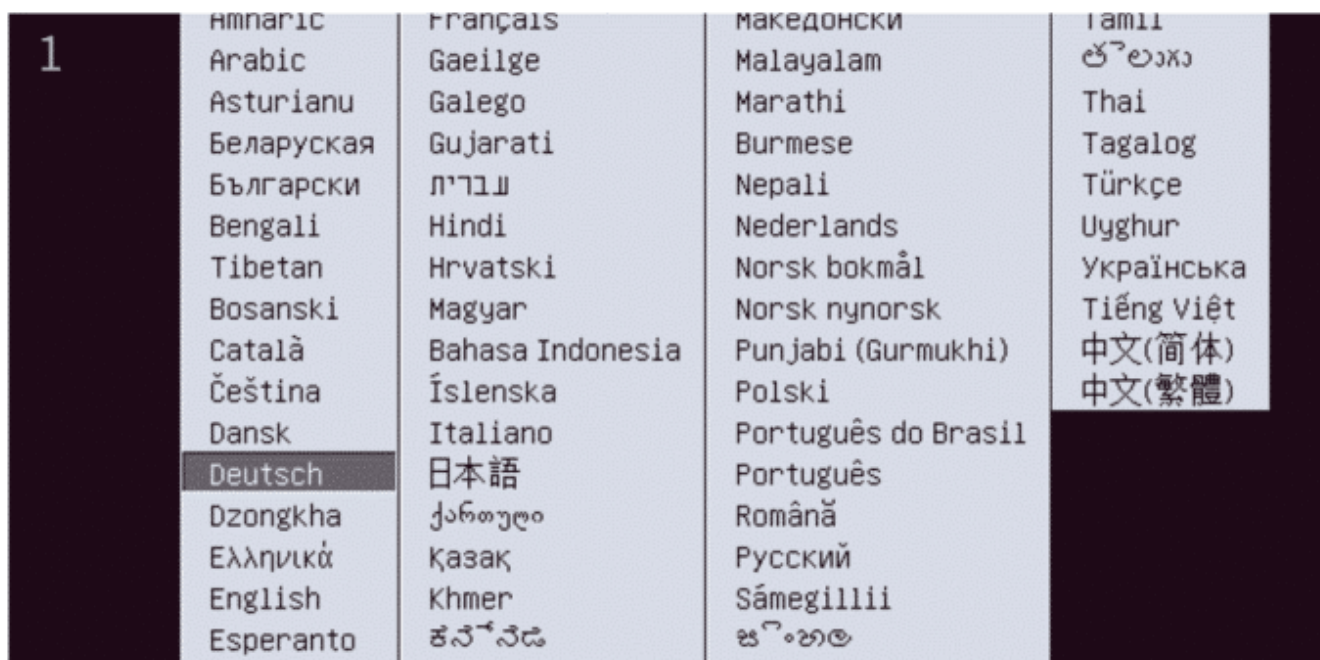 1
Amharic
Arabic
Asturianu
Беларуская
Български
Bengali
Tibetan
Bosanski
Català
Čeština
Dansk
Deutsch
Dzongkha
Ελληνικά
English
Esperanto
Français
Gaeilge
Galego
Gujarati
עברית
Hindi
Hrvatski
Magyar
Bahasa Indonesia
Íslenska
Italiano
日本語
ქართული
Қазақ
Khmer
ಕನ್ನಡ
Македонски
Malayalam
Marathi
Burmese
Nepali
Nederlands
Norsk bokmål
Norsk nynorsk
Punjabi (Gurmukhi)
Polski
Português do Brasil
Português
Română
Русский
Sámegillii
සිංහල
Tamil
తెలుగు
Thai
Tagalog
Türkçe
Uyghur
Українська
Tiếng Việt
中文(简体)
中文(繁體)